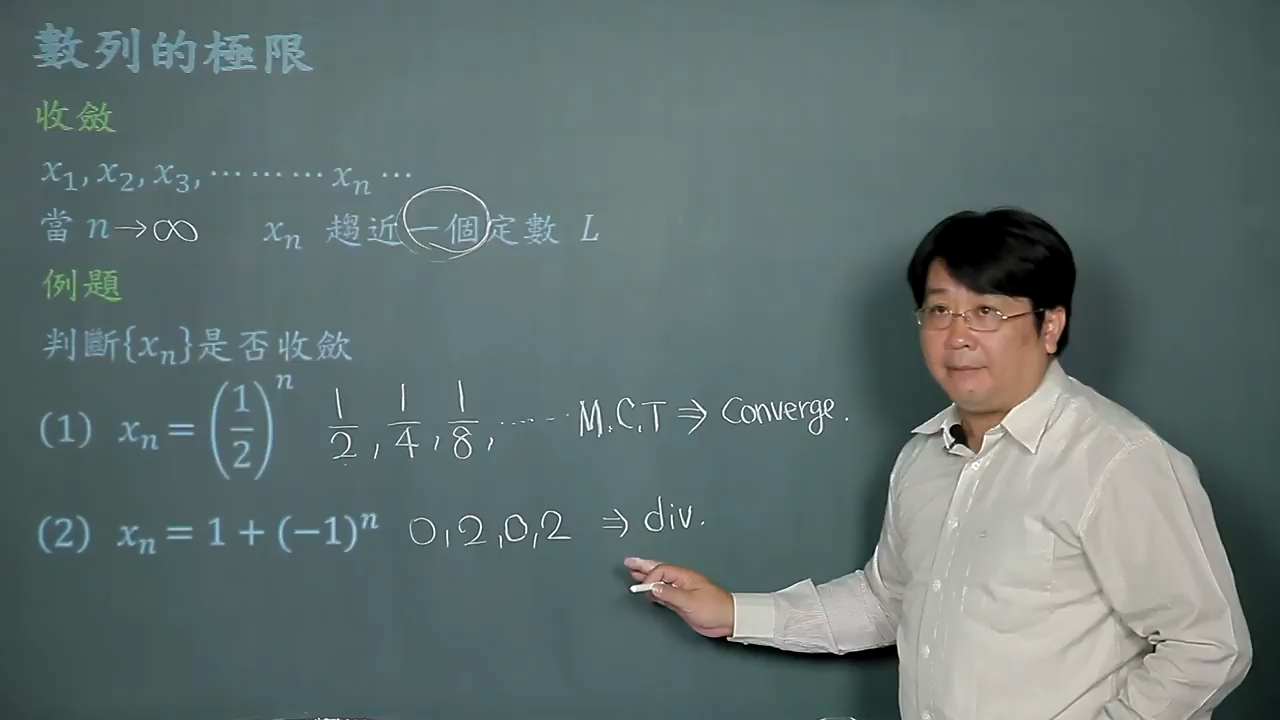 數列的極限
收斂
x₁, x₂, x₃, ⋯⋯⋯ xₙ ⋯
當 n→∞ xₙ 趨近一個定數 L
例題
判斷{xₙ}是否收斂
(1) xₙ = (1/2)ⁿ 1/2, 1/4, 1/8, ⋯⋯ M.C.T ⇒ Converge.
(2) xₙ = 1 + (−1)ⁿ 0,2,0,2 ⇒ div.